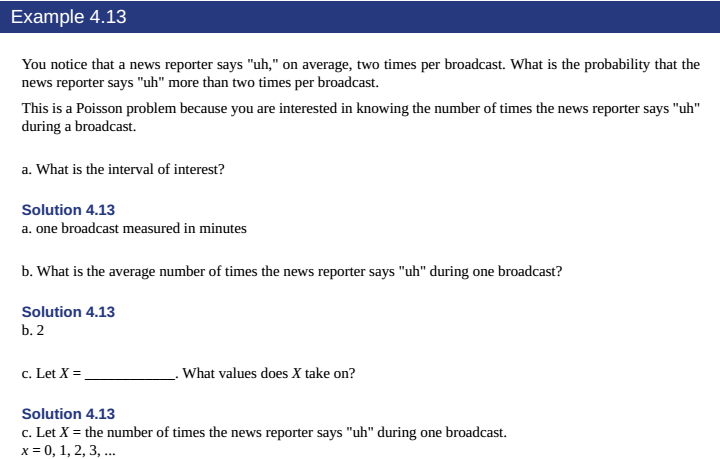 Example 4.13
You notice that a news reporter says "uh," on average, two times per broadcast. What is the probability that the
news reporter says "uh" more than two times per broadcast.
This is a Poisson problem because you are interested in knowing the number of times the news reporter says "uh"
during a broadcast.
a. What is the interval of interest?
Solution 4.13
a. one broadcast measured in minutes
b. What is the average number of times the news reporter says "uh" during one broadcast?
Solution 4.13
b. 2
c. Let X = ____________. What values does X take on?
Solution 4.13
c. Let X = the number of times the news reporter says "uh" during one broadcast.
x = 0, 1, 2, 3, ...